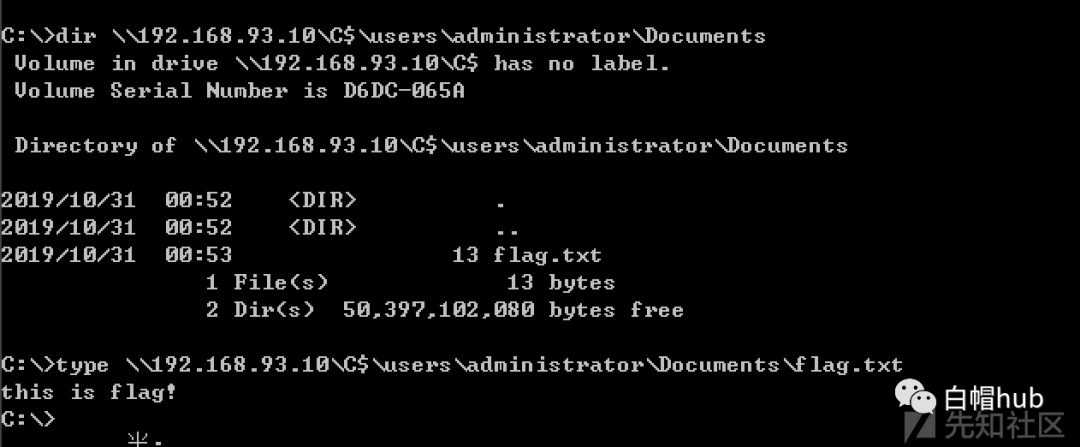 C:\>dir \\192.168.93.10\C$\users\administrator\Documents
 Volume in drive \\192.168.93.10\C$ has no label.
 Volume Serial Number is D6DC-065A
 Directory of \\192.168.93.10\C$\users\administrator\Documents
2019/10/31  00:52    <DIR>          .
2019/10/31  00:52    <DIR>          ..
2019/10/31  00:53                13 flag.txt
               1 File(s)             13 bytes
               2 Dir(s)  50,397,102,080 bytes free
C:\>type \\192.168.93.10\C$\users\administrator\Documents\flag.txt
this is flag!
C:\>
白帽hub
先知社区